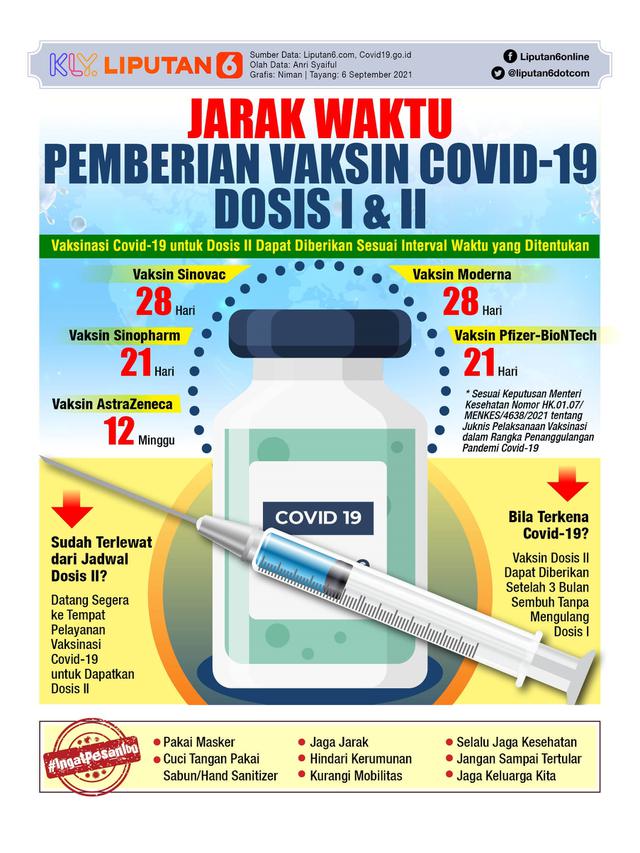 KLY. LIPUTAN 6
Sumber Data: Liputan6.com, Covid19.go.id
Olah Data: Anri Syaiful
Grafis: Niman | Tayang: 6 September 2021
Liputan6online
@liputan6dotcom
JARAK WAKTU
PEMBERIAN VAKSIN COVID-19
DOSIS I & II
Vaksinasi Covid-19 untuk Dosis II Dapat Diberikan Sesuai Interval Waktu yang Ditentukan
Vaksin Sinovac
28 Hari
Vaksin Sinopharm
21 Hari
Vaksin AstraZeneca
12 Minggu
Vaksin Moderna
28 Hari
Vaksin Pfizer-BioNTech
21 Hari
* Sesuai Keputusan Menteri
Kesehatan Nomor HK.01.07/
MENKES/4638/2021 tentang
Juknis Pelaksanaan Vaksinasi
dalam Rangka Penanggulangan
Pandemi Covid-19
COVID 19
Sudah Terlewat
dari Jadwal
Dosis II?
Datang Segera
ke Tempat
Pelayanan
Vaksinasi
Covid-19
untuk Dapatkan
Dosis II
Bila Terkena
Covid-19?
Vaksin Dosis II
Dapat Diberikan
Setelah 3 Bulan
Sembuh Tanpa
Mengulang
Dosis I
#IngatPesanIbu
• Pakai Masker
• Cuci Tangan Pakai
Sabun/Hand Sanitizer
• Jaga Jarak
• Hindari Kerumunan
• Kurangi Mobilitas
• Selalu Jaga Kesehatan
• Jangan Sampai Tertular
• Jaga Keluarga Kita